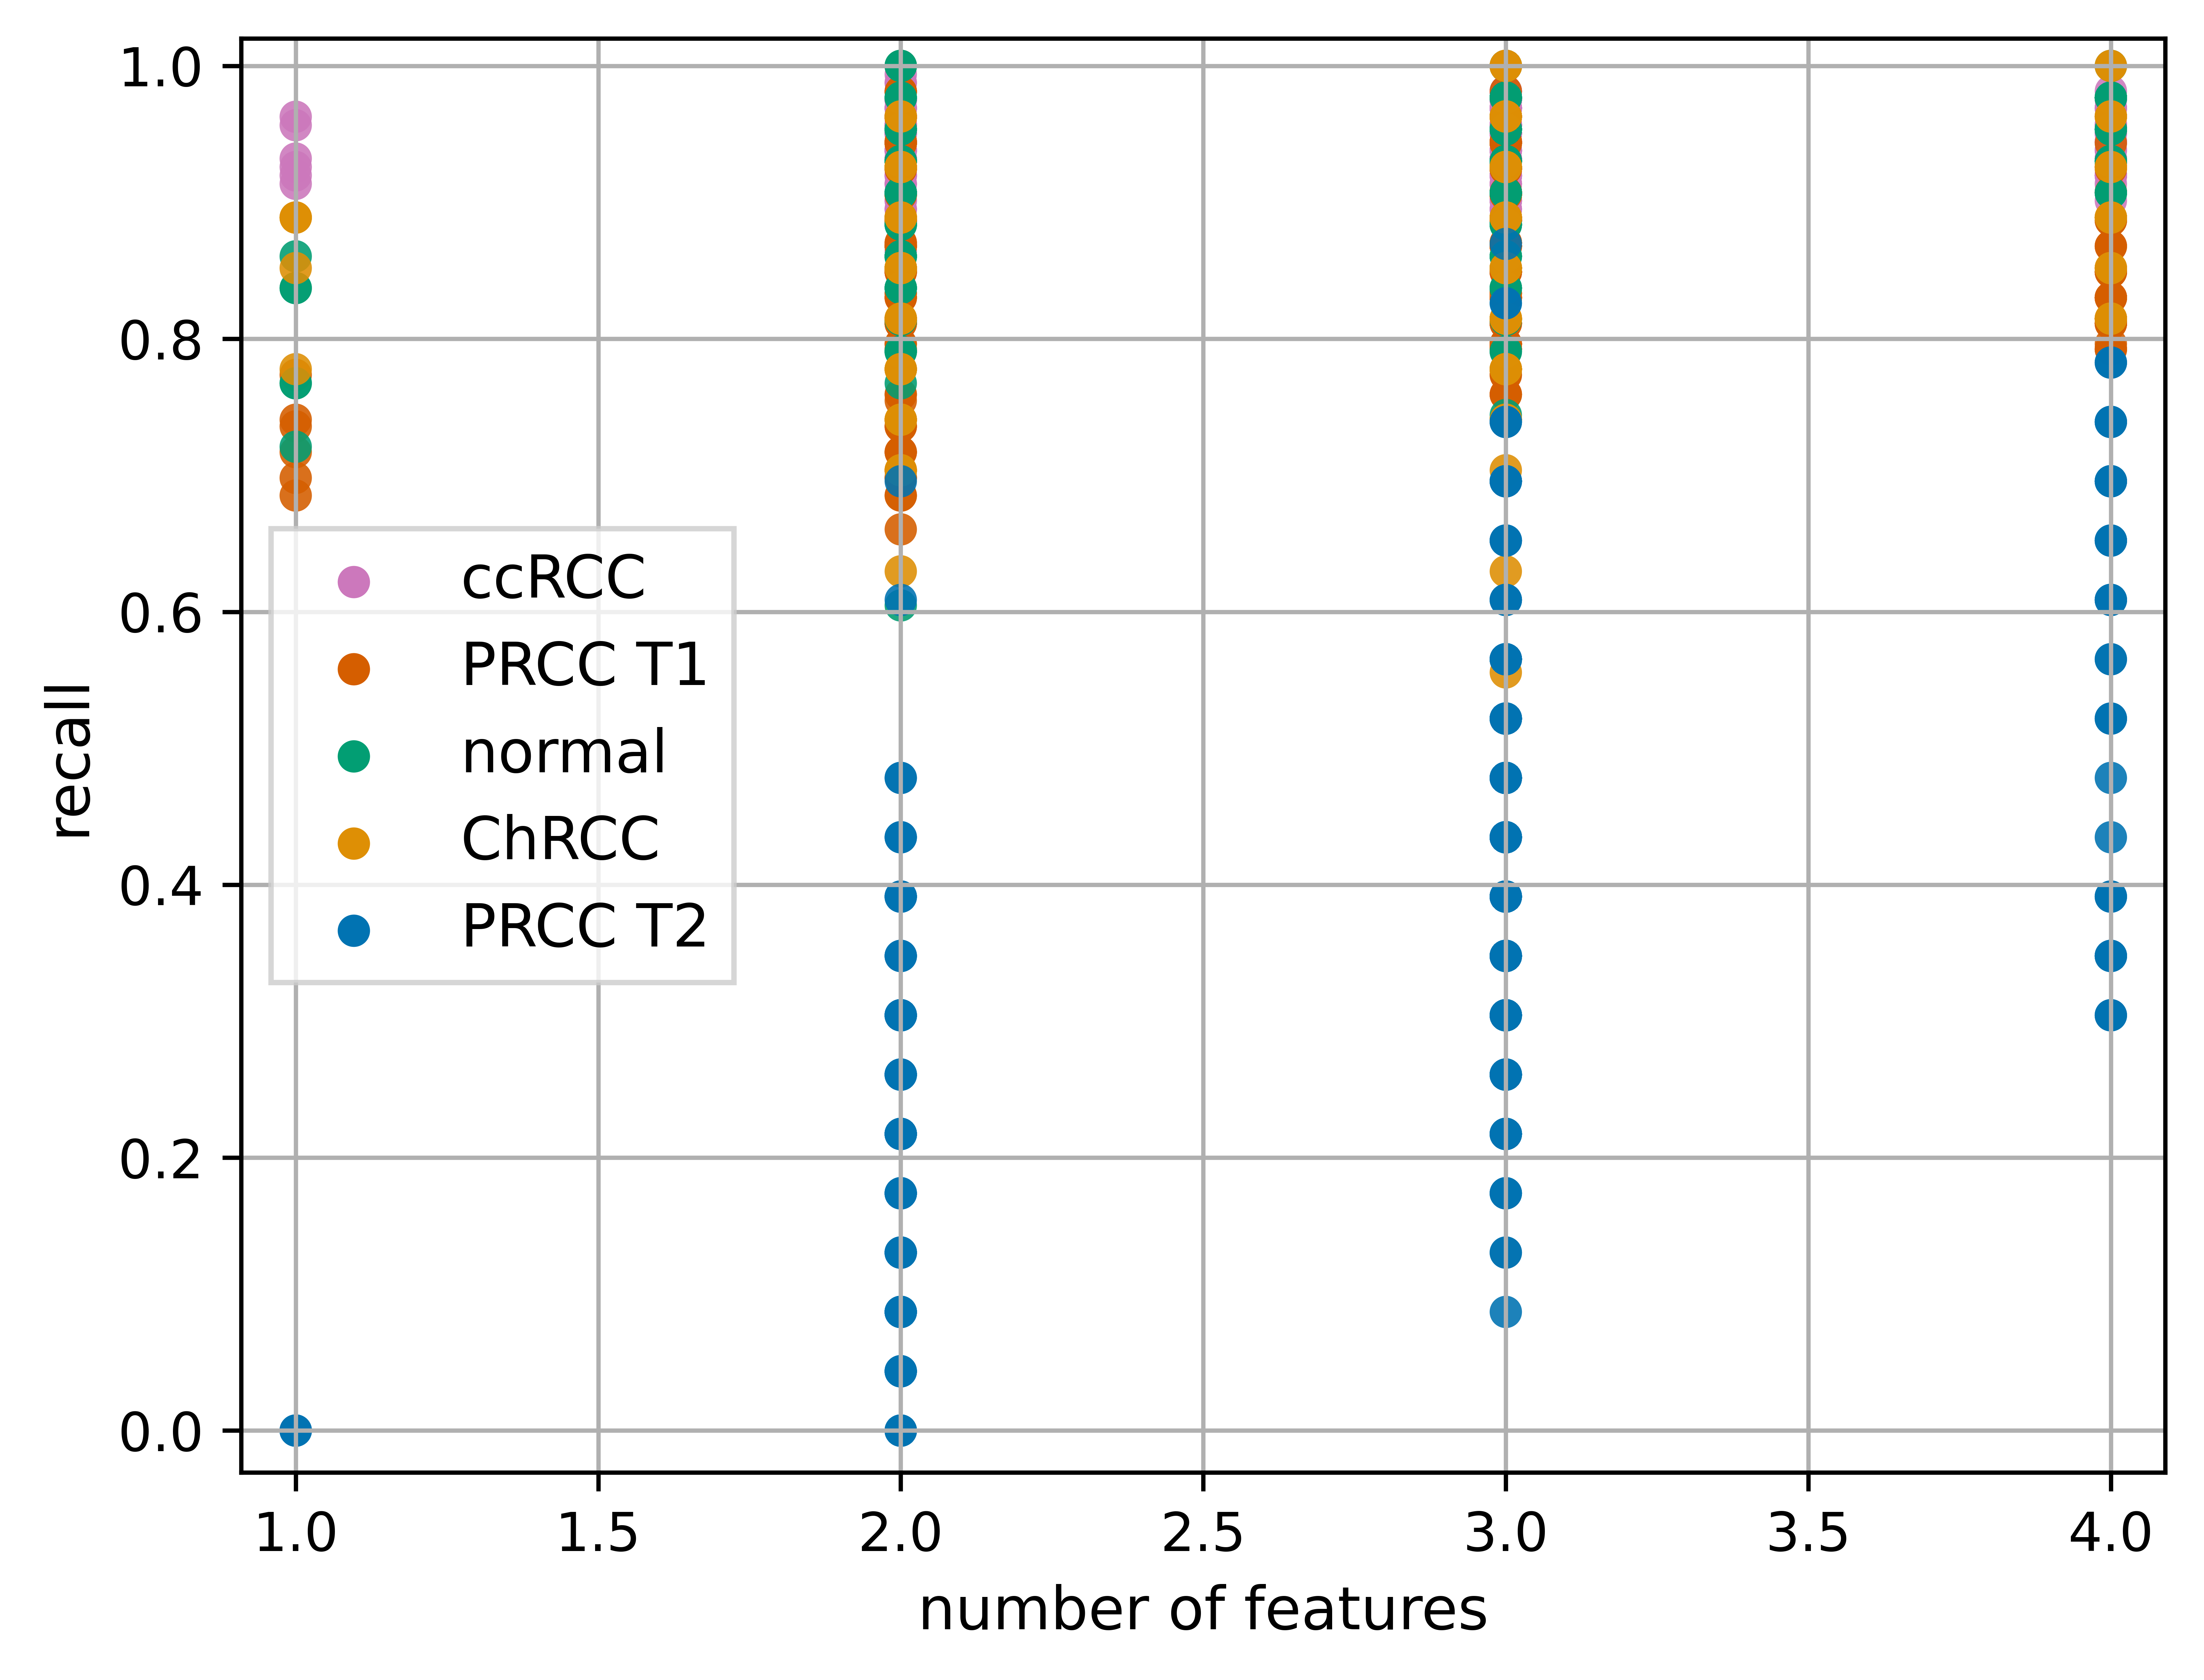 1.0
0.8
0.6
0.4
0.2
0.0
recall
ccRCC
PRCC T1
normal
ChRCC
PRCC T2
1.0 1.5 2.0 2.5 3.0 3.5 4.0
number of features